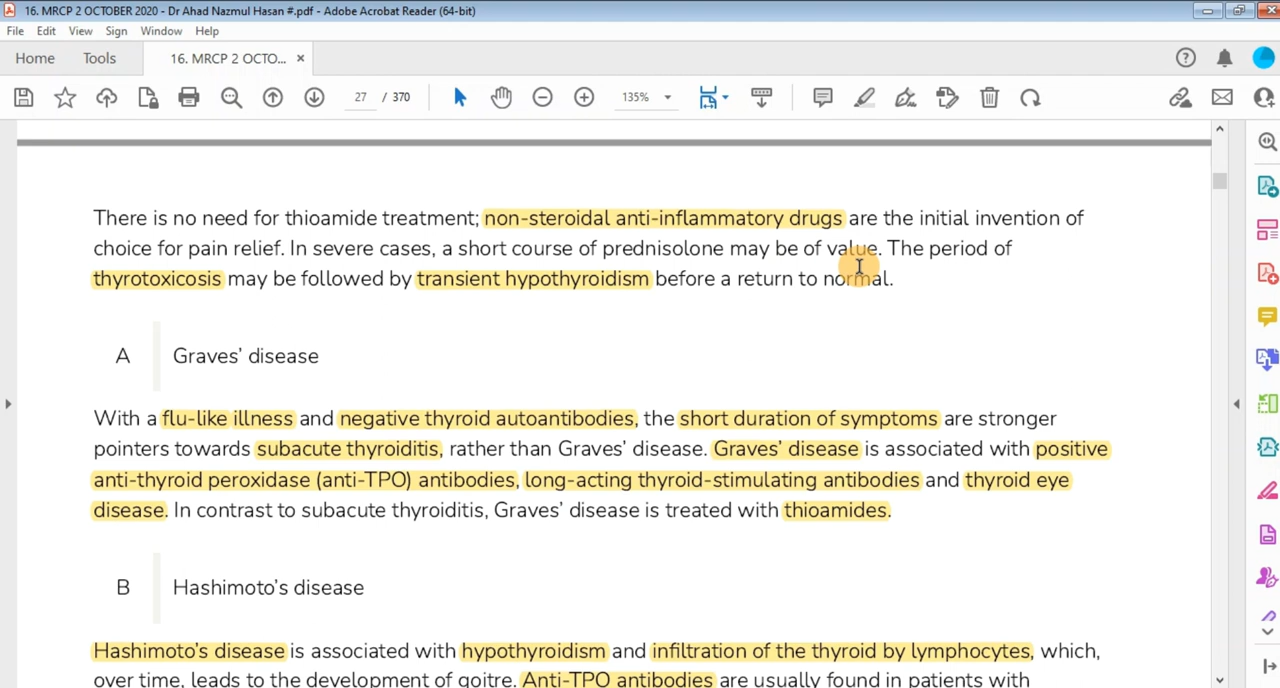 16. MRCP 2 OCTOBER 2020 - Dr Ahad Nazmul Hasan #.pdf - Adobe Acrobat Reader (64-bit)
File Edit View Sign Window Help
Home Tools 16. MRCP 2 OCTO... ×
27 / 370 135%
There is no need for thioamide treatment; non-steroidal anti-inflammatory drugs are the initial invention of
choice for pain relief. In severe cases, a short course of prednisolone may be of value. The period of
thyrotoxicosis may be followed by transient hypothyroidism before a return to normal.
A Graves’ disease
With a flu-like illness and negative thyroid autoantibodies, the short duration of symptoms are stronger
pointers towards subacute thyroiditis, rather than Graves’ disease. Graves’ disease is associated with positive
anti-thyroid peroxidase (anti-TPO) antibodies, long-acting thyroid-stimulating antibodies and thyroid eye
disease. In contrast to subacute thyroiditis, Graves’ disease is treated with thioamides.
B Hashimoto’s disease
Hashimoto’s disease is associated with hypothyroidism and infiltration of the thyroid by lymphocytes, which,
over time, leads to the development of goitre. Anti-TPO antibodies are usually found in patients with